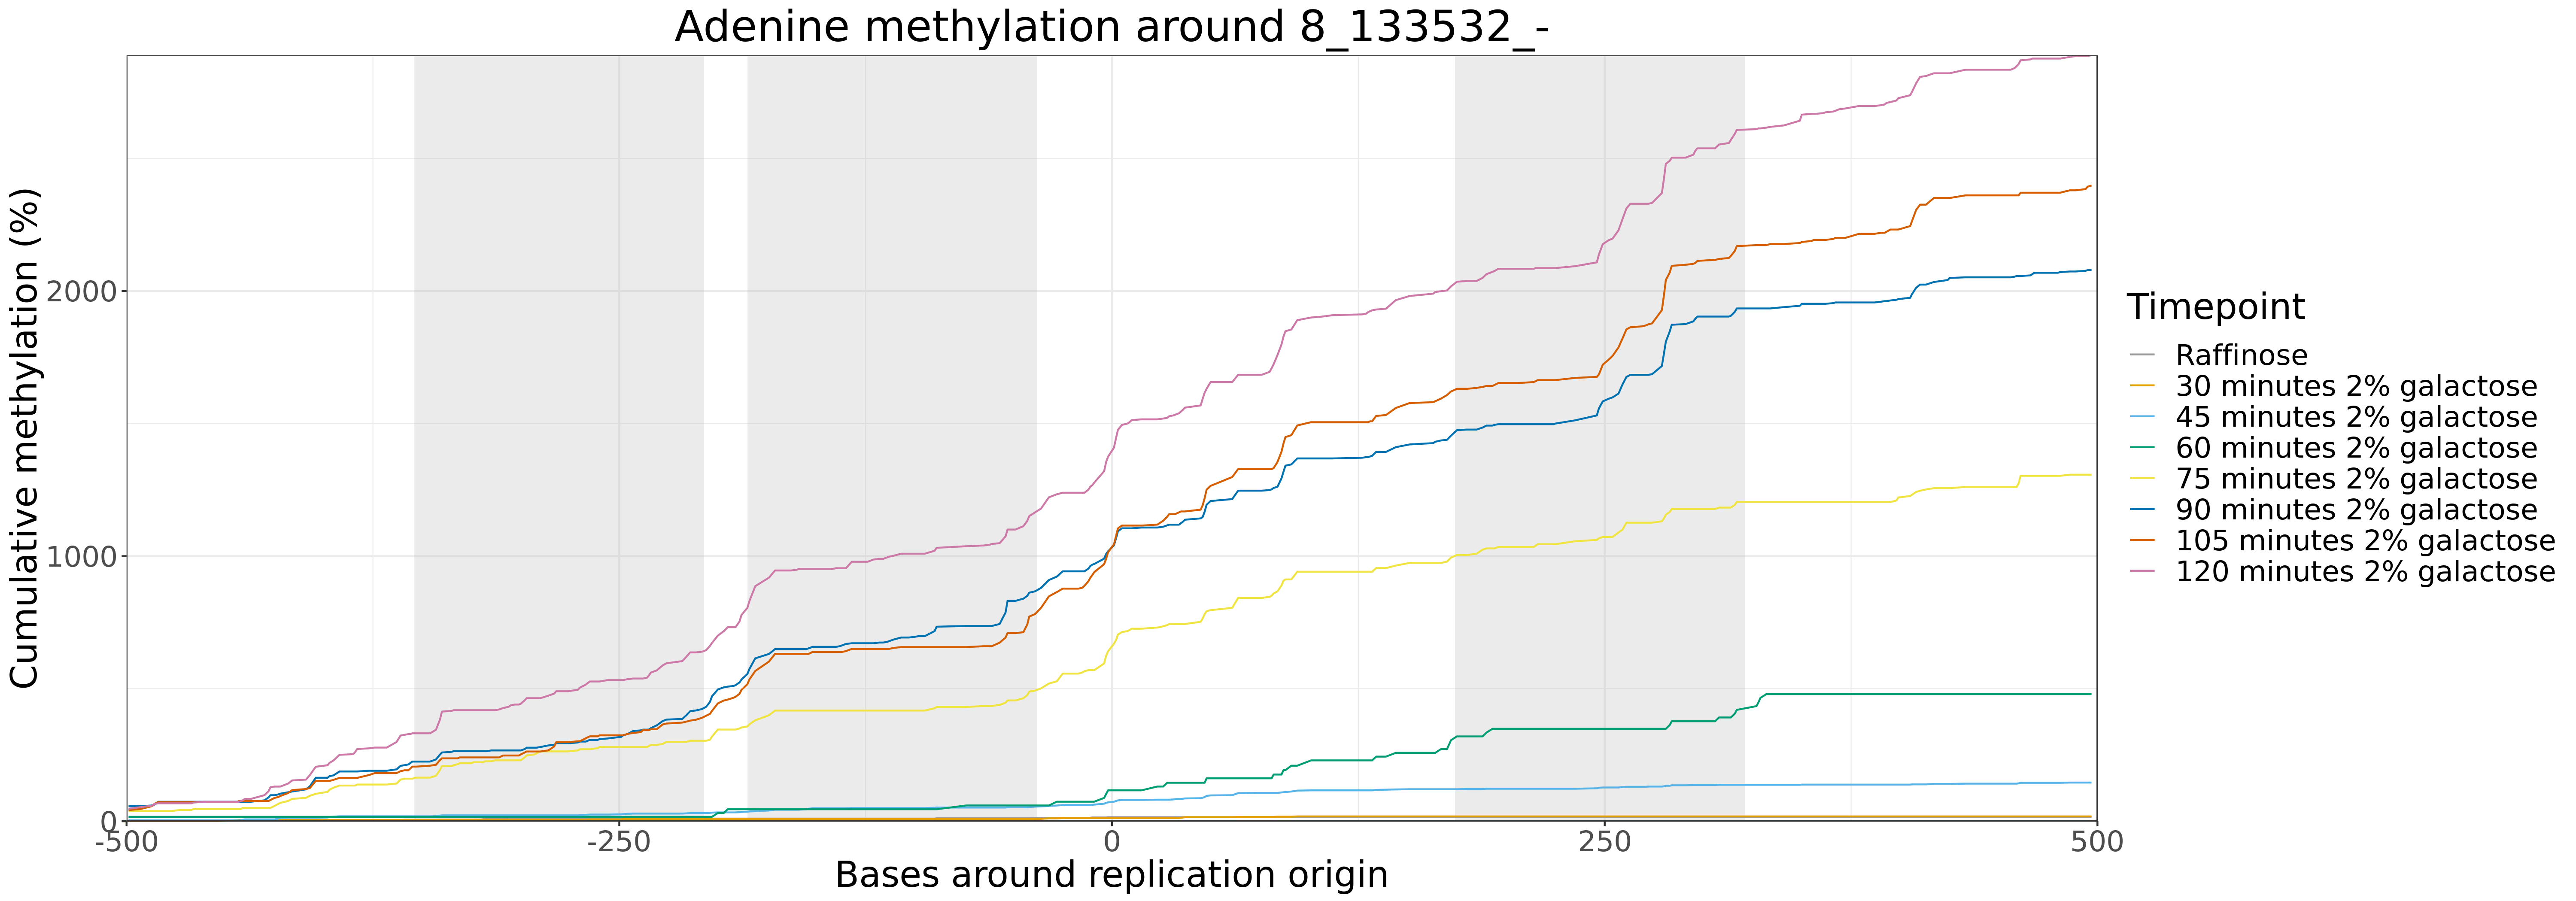 Adenine methylation around 8_133532_-
Cumulative methylation (%)
2000
1000
0
-500
-250
0
250
500
Bases around replication origin
Timepoint
Raffinose
30 minutes 2% galactose
45 minutes 2% galactose
60 minutes 2% galactose
75 minutes 2% galactose
90 minutes 2% galactose
105 minutes 2% galactose
120 minutes 2% galactose